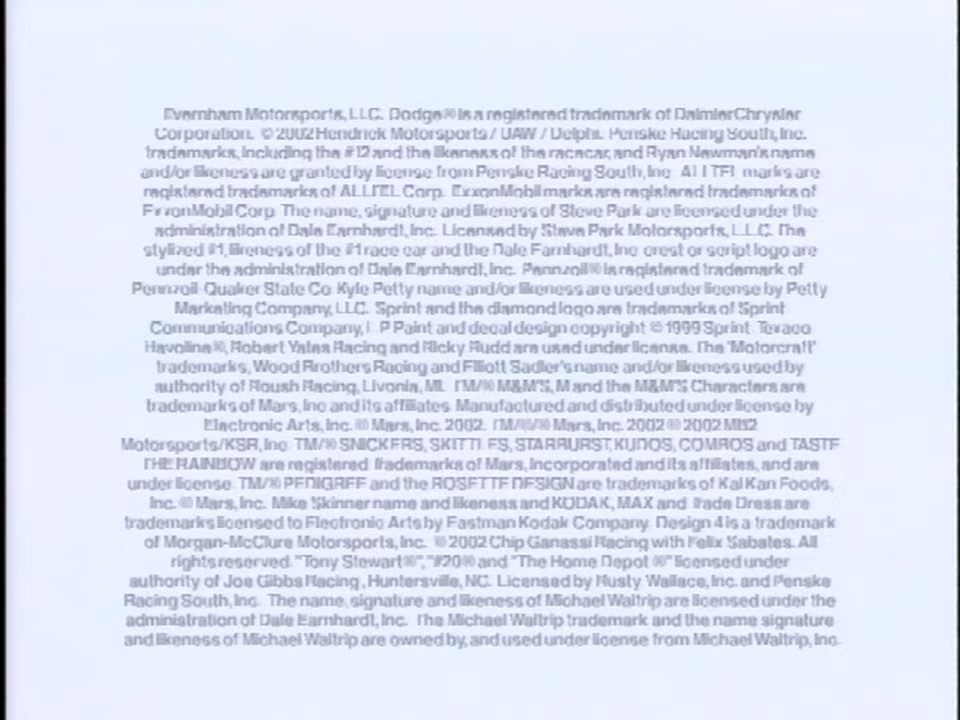 Evernham Motorsports, LLC. Dodge® is a registered trademark of DaimlerChrysler
Corporation. © 2002 Hendrick Motorsports / UAW / Delphi. Penske Racing South, Inc.
trademarks, including the #12 and the likeness of the racecar, and Ryan Newman's name
and/or likeness are granted by license from Penske Racing South, Inc. ALLTEL marks are
registered trademarks of ALLTEL Corp. ExxonMobil marks are registered trademarks of
ExxonMobil Corp. The name, signature and likeness of Steve Park are licensed under the
administration of Dale Earnhardt, Inc. Licensed by Steve Park Motorsports, L.L.C. The
stylized #1, likeness of the #1 race car and the Dale Earnhardt, Inc crest or script logo are
under the administration of Dale Earnhardt, Inc. Pennzoil® is registered trademark of
Pennzoil-Quaker State Co. Kyle Petty name and/or likeness are used under license by Petty
Marketing Company, LLC. Sprint and the diamond logo are trademarks of Sprint
Communications Company, L.P. Paint and decal design copyright © 1999 Sprint. Texaco
Havoline®, Robert Yates Racing and Ricky Rudd are used under license. The 'Motorcraft'
trademarks, Wood Brothers Racing and Elliott Sadler's name and/or likeness used by
authority of Roush Racing, Livonia, MI. TM/® M&M'S, M and the M&M'S Characters are
trademarks of Mars, Inc and its affiliates. Manufactured and distributed under license by
Electronic Arts, Inc. © Mars, Inc. 2002. TM/®/© Mars, Inc. 2002 © 2002 MB2
Motorsports/KSR, Inc. TM/® SNICKERS, SKITTLES, STARBURST, KUDOS, COMBOS and TASTE
THE RAINBOW are registered trademarks of Mars, Incorporated and its affiliates, and are
under license. TM/® PEDIGREE and the ROSETTE DESIGN are trademarks of Kal Kan Foods,
Inc. © Mars, Inc. Mike Skinner name and likeness and KODAK, MAX and Trade Dress are
trademarks licensed to Electronic Arts by Eastman Kodak Company. Design 4 is a trademark
of Morgan-McClure Motorsports, Inc. © 2002 Chip Ganassi Racing with Felix Sabates. All
rights reserved. "Tony Stewart®", "#20® and "The Home Depot ®" licensed under
authority of Joe Gibbs Racing, Huntersville, NC. Licensed by Rusty Wallace, Inc. and Penske
Racing South, Inc. The name, signature and likeness of Michael Waltrip are licensed under the
administration of Dale Earnhardt, Inc. The Michael Waltrip trademark and the name signature
and likeness of Michael Waltrip are owned by, and used under license from Michael Waltrip, Inc.